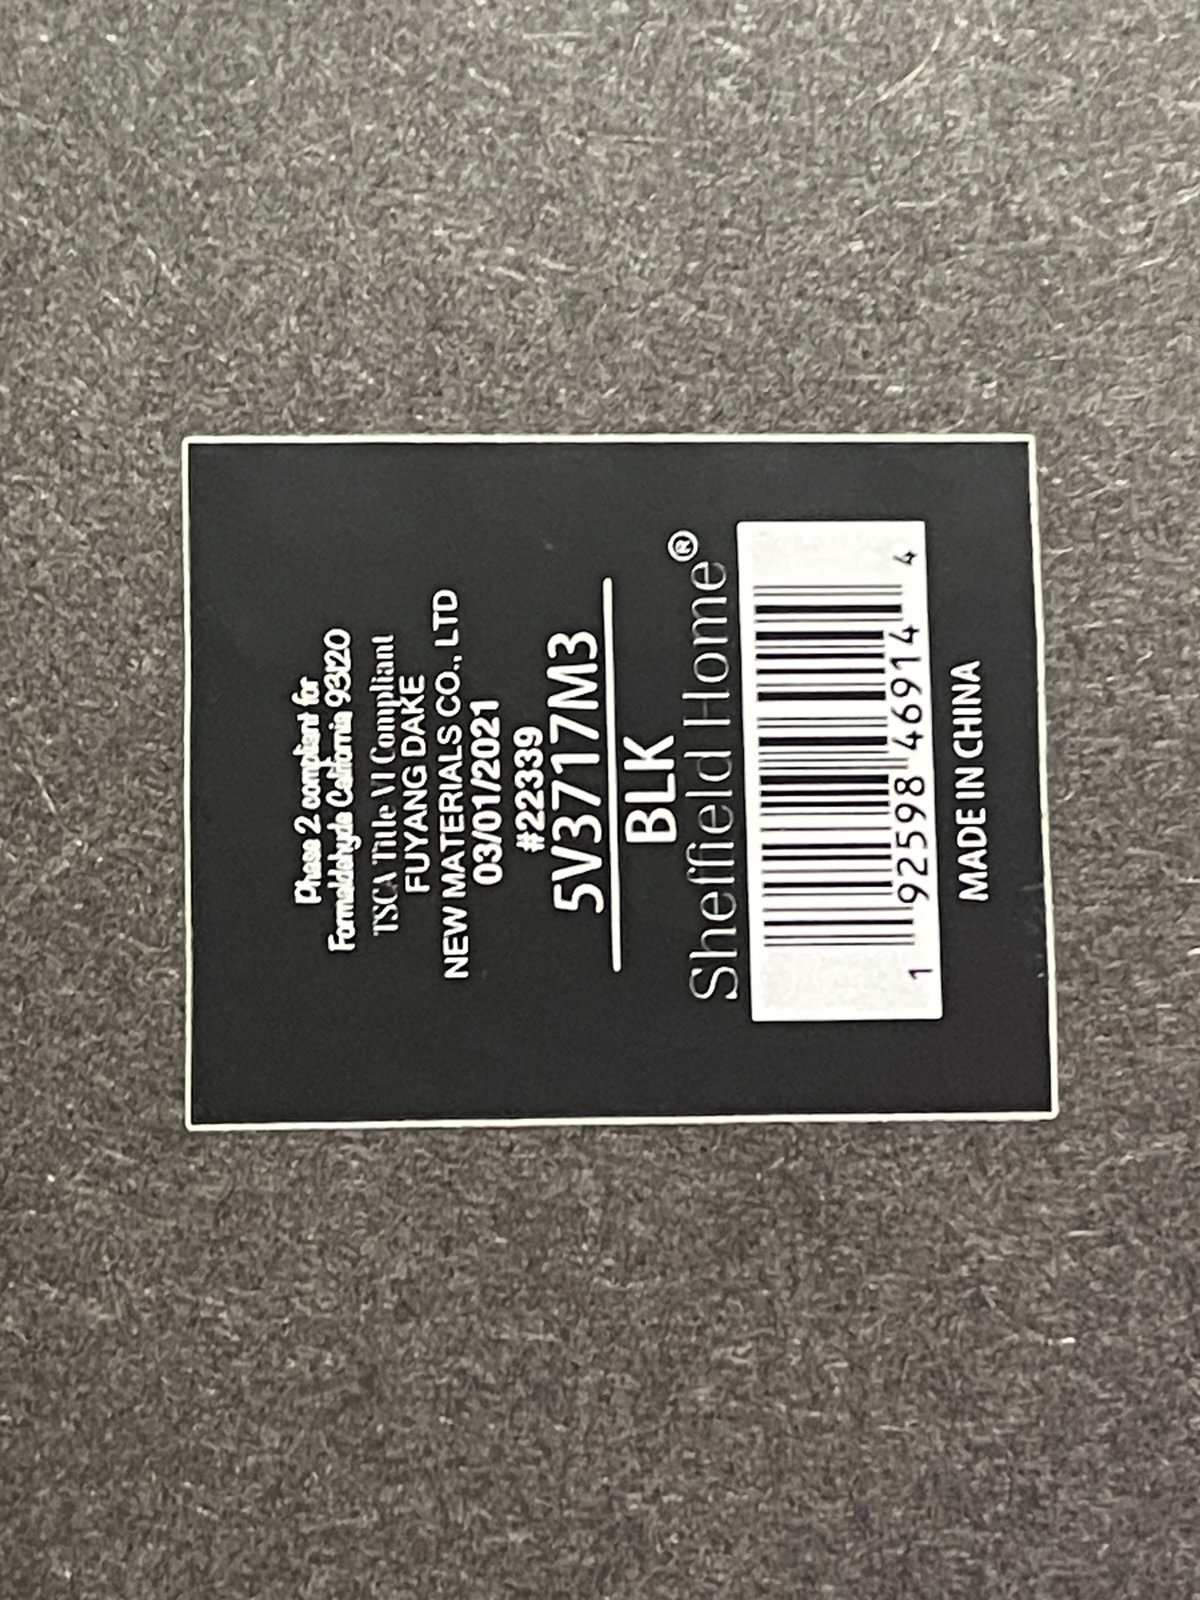 Phase 2 compliant for
Formaldehyde California 93120
TSCA Title VI Compliant
FUYANG DAKE
NEW MATERIALS CO., LTD
03/01/2021
#22339
5V3717M3
BLK
Sheffield Home®
1 92598 46914 4
MADE IN CHINA